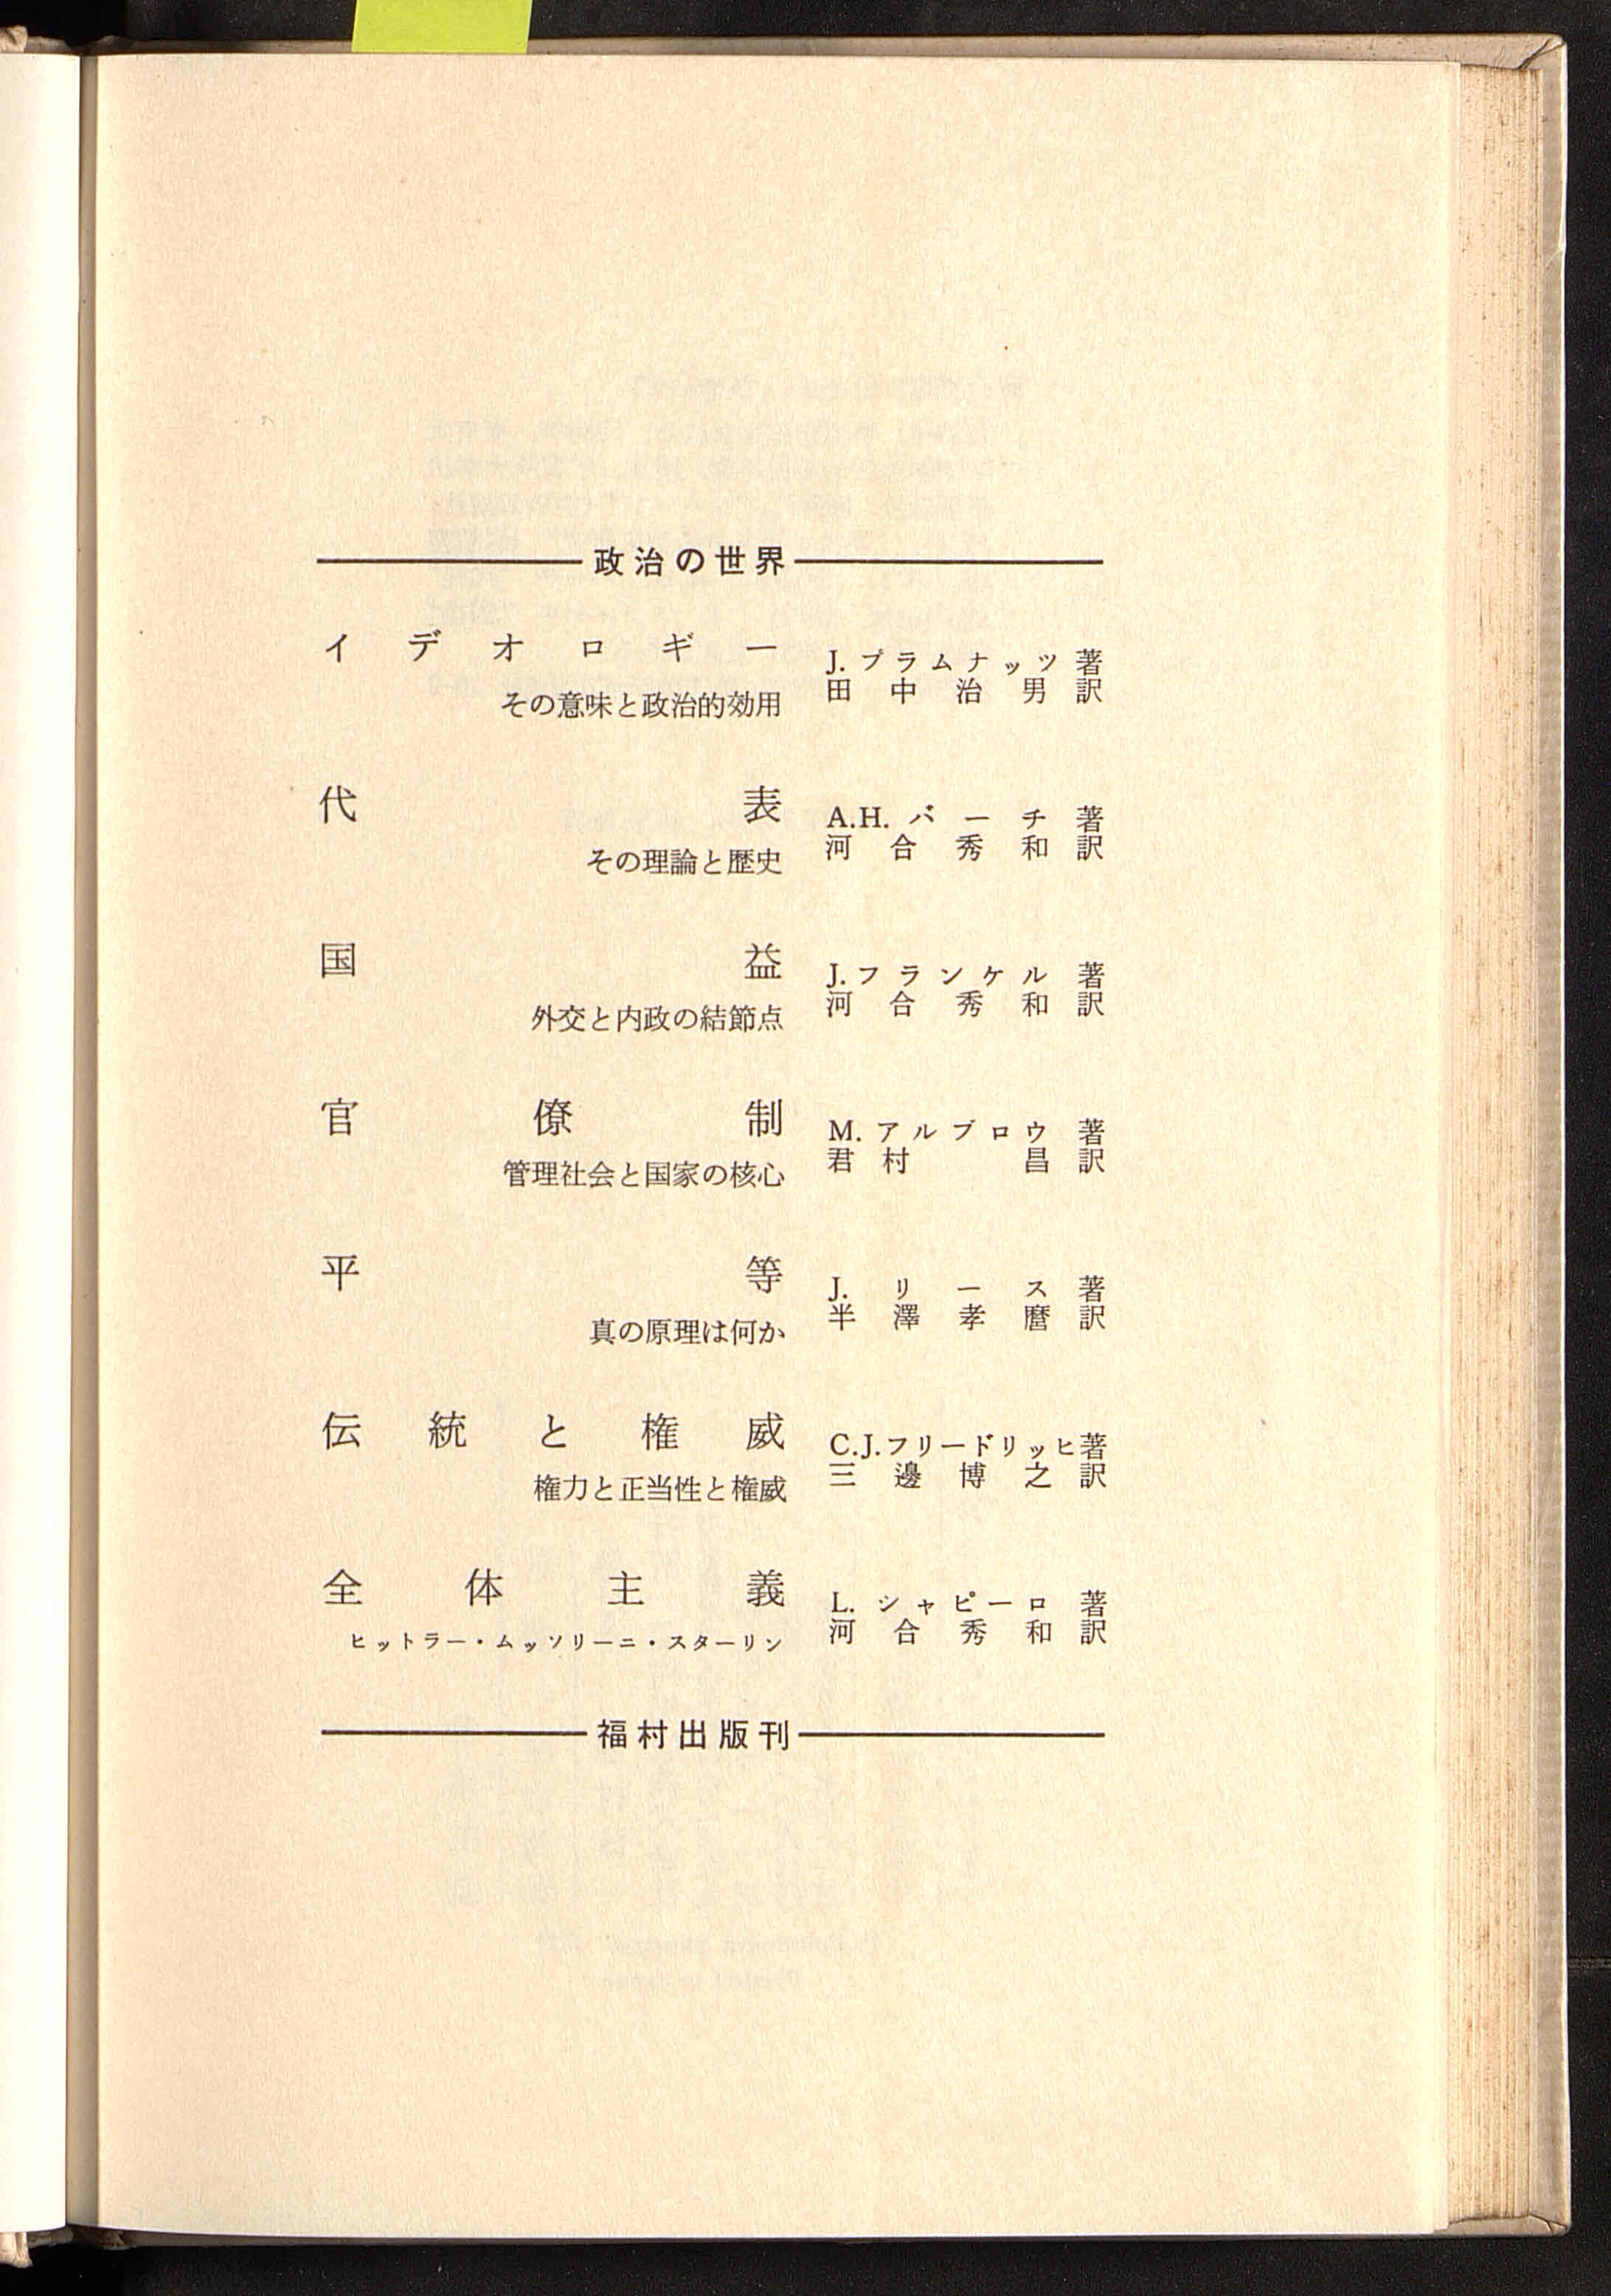 政治の世界
イデオロギー
その意味と政治的効用
J. プラムナッツ著
田中治男訳
代表
その理論と歴史
A.H. バーチ著
河合秀和訳
国益
外交と内政の結節点
J. フランケル著
河合秀和訳
官僚制
管理社会と国家の核心
M. アルブロウ著
君村昌訳
平等
真の原理は何か
J. リース著
半澤孝麿訳
伝統と権威
権力と正当性と権威
C.J.フリードリッヒ著
三邊博之訳
全体主義
ヒットラー・ムッソリーニ・スターリン
L. シャピーロ著
河合秀和訳
福村出版刊